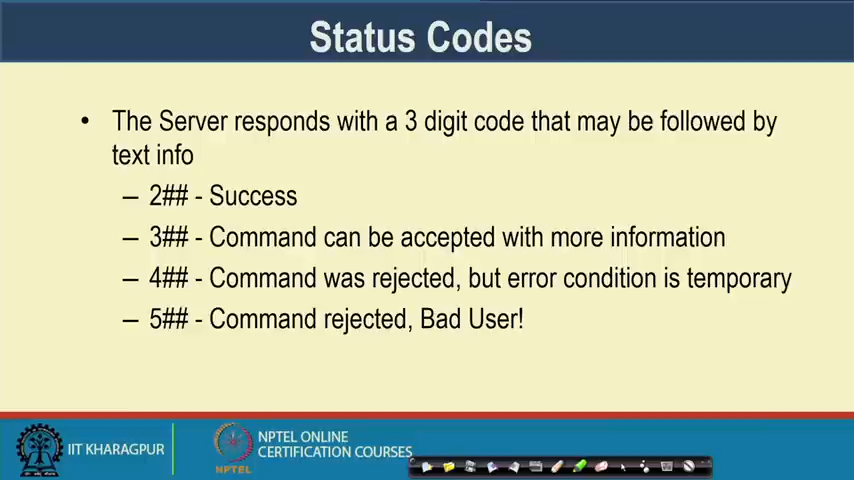 Status Codes
• The Server responds with a 3 digit code that may be followed by
text info
– 2## - Success
– 3## - Command can be accepted with more information
– 4## - Command was rejected, but error condition is temporary
– 5## - Command rejected, Bad User!
IIT KHARAGPUR
NPTEL
NPTEL ONLINE
CERTIFICATION COURSES